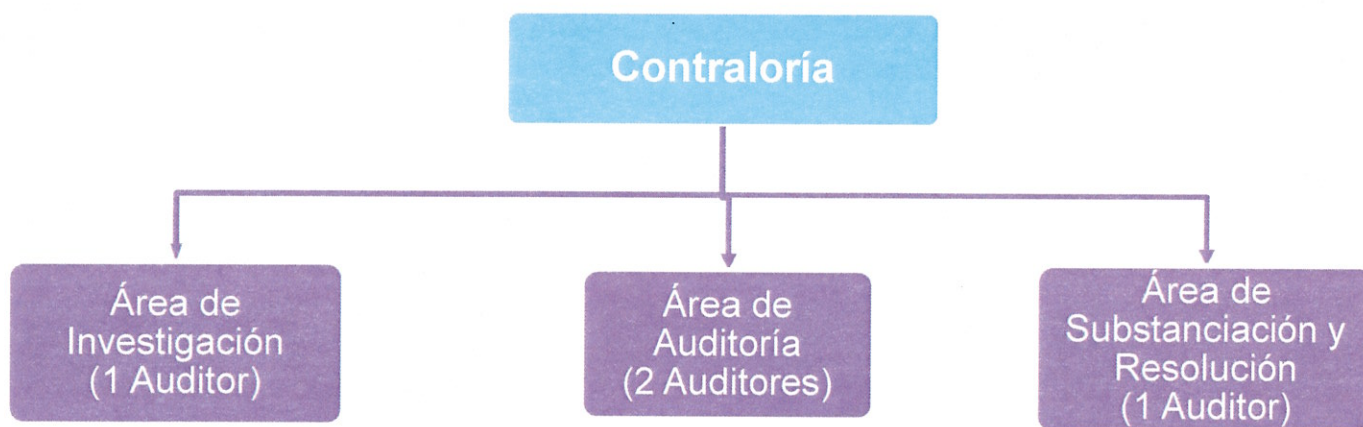 Contraloría
Área de
Investigación
(1 Auditor)
Área de
Auditoría
(2 Auditores)
Área de
Substanciación y
Resolución
(1 Auditor)